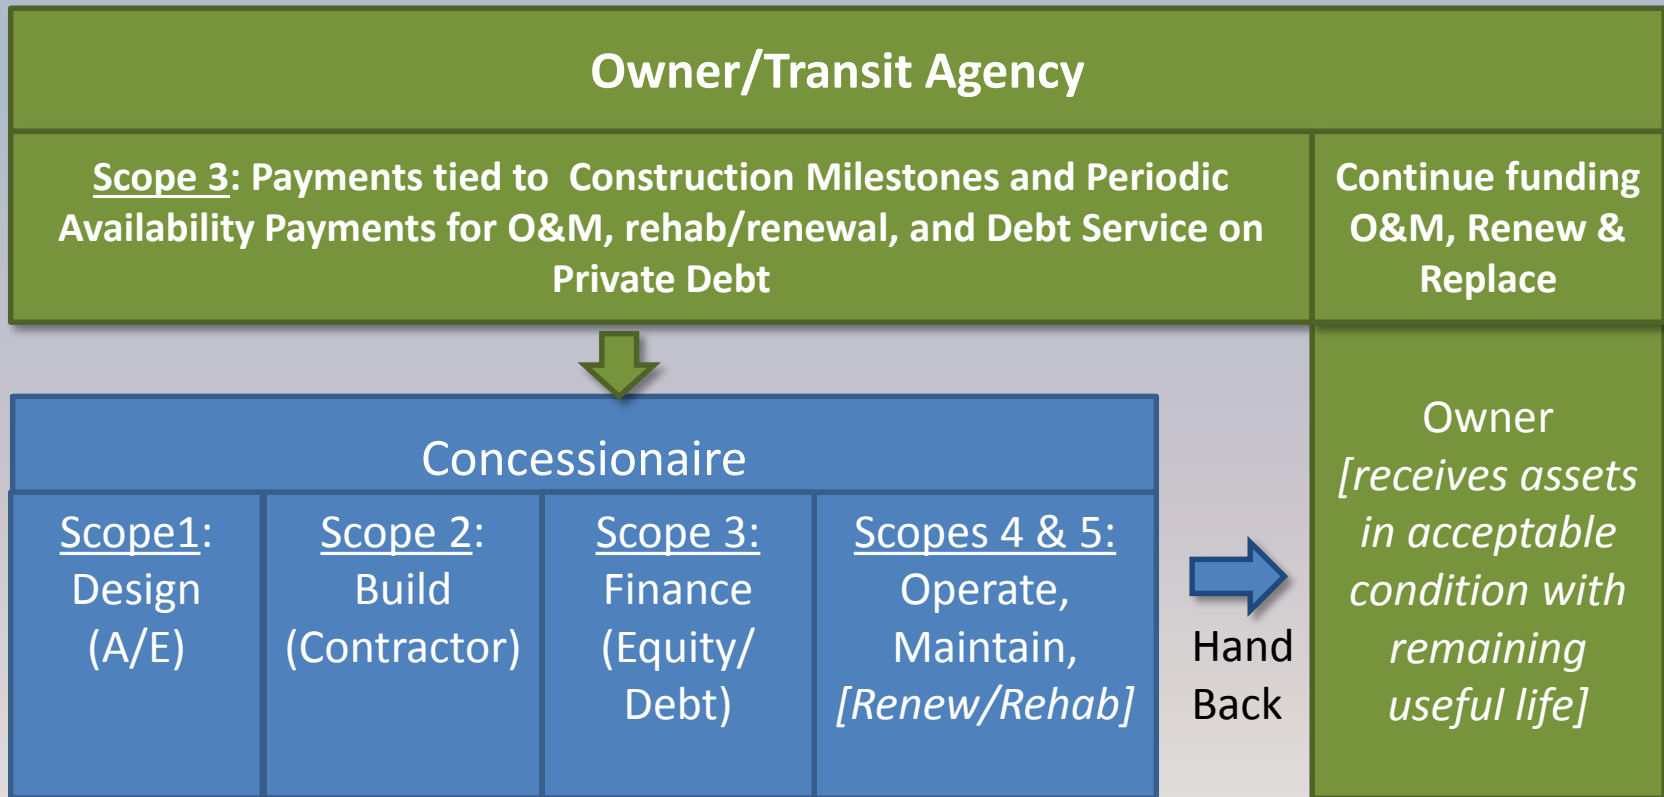 Owner/Transit Agency
Scope 3: Payments tied to Construction Milestones and Periodic
Availability Payments for O&M, rehab/renewal, and Debt Service on
Private Debt
Continue funding
O&M, Renew &
Replace
Concessionaire
Scope1:
Design
(A/E)
Scope 2:
Build
(Contractor)
Scope 3:
Finance
(Equity/
Debt)
Scopes 4 & 5:
Operate,
Maintain,
[Renew/Rehab]
Hand
Back
Owner
[receives assets
in acceptable
condition with
remaining
useful life]